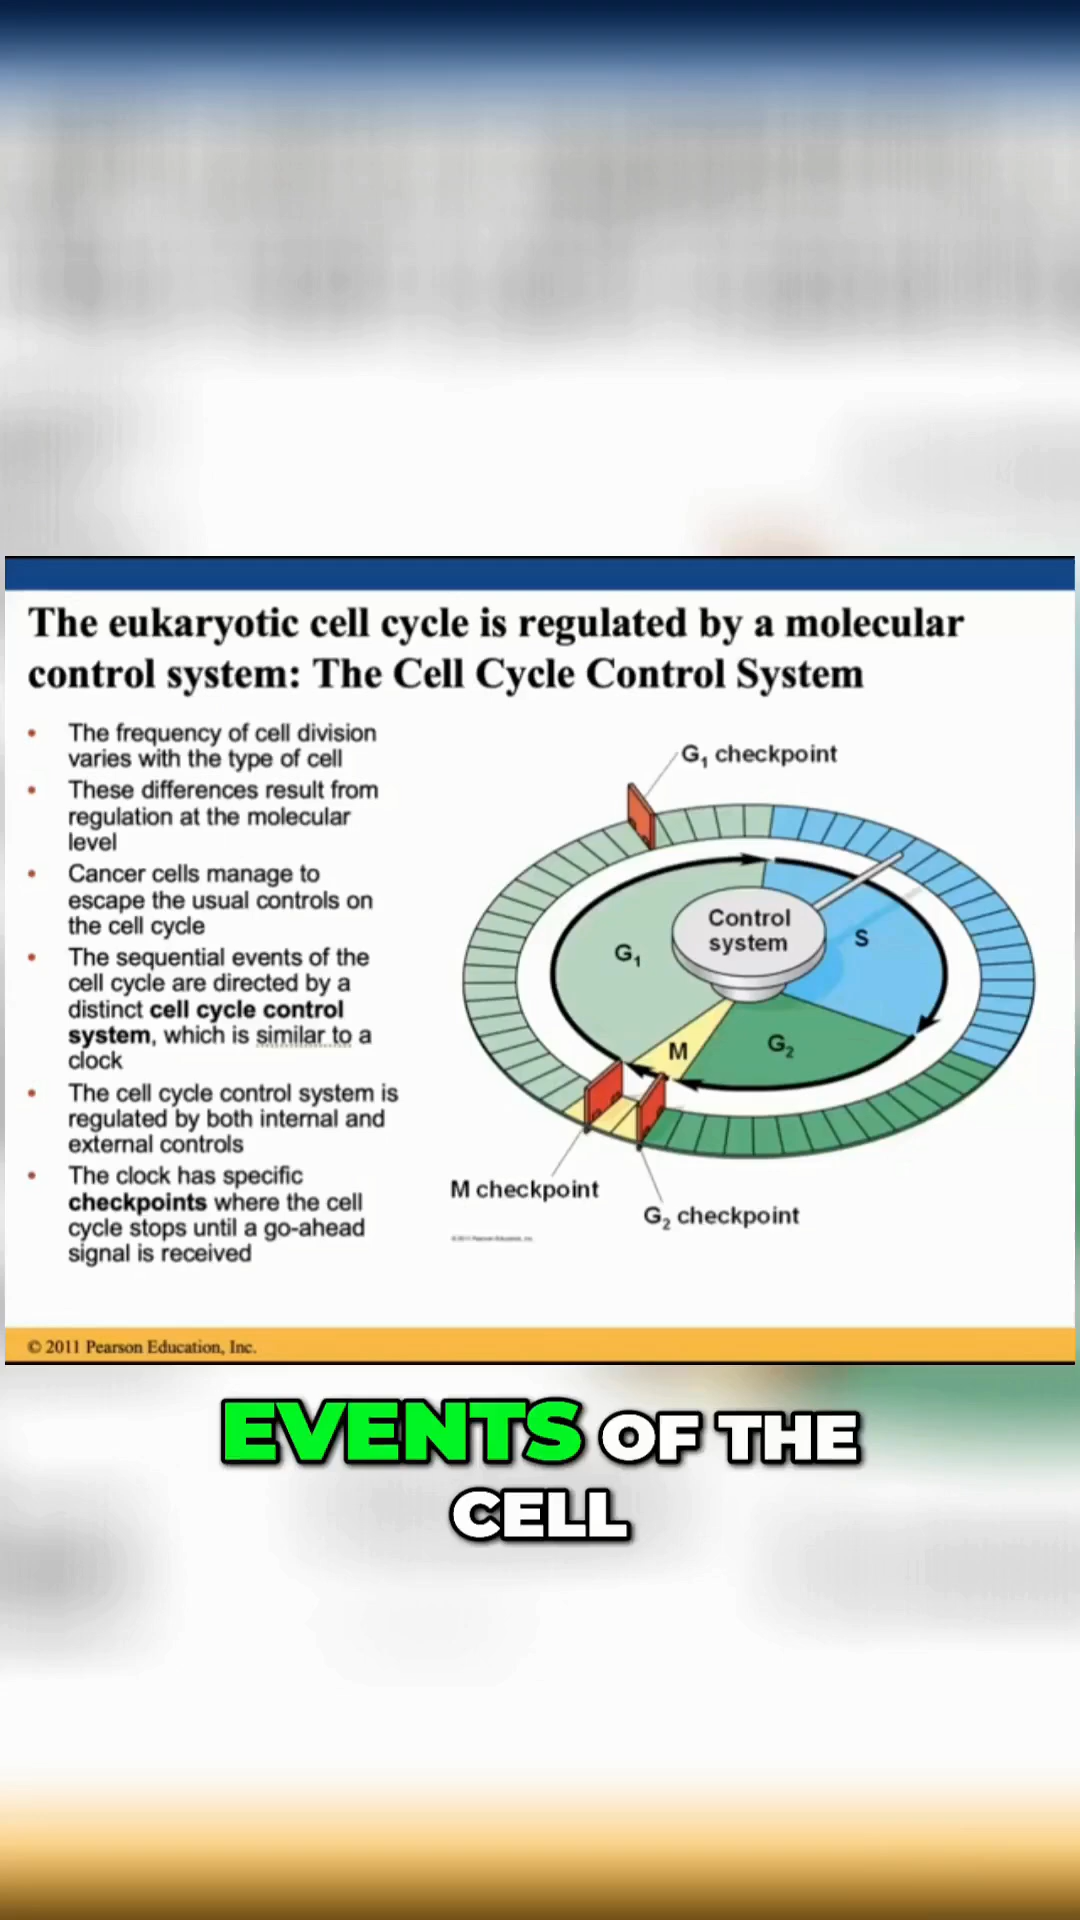 The eukaryotic cell cycle is regulated by a molecular
control system: The Cell Cycle Control System
• The frequency of cell division
varies with the type of cell
• These differences result from
regulation at the molecular
level
• Cancer cells manage to
escape the usual controls on
the cell cycle
• The sequential events of the
cell cycle are directed by a
distinct cell cycle control
system, which is similar to a
clock
• The cell cycle control system is
regulated by both internal and
external controls
• The clock has specific
checkpoints where the cell
cycle stops until a go-ahead
signal is received
G₁ checkpoint
Control
system
S
G₁
M
G₂
M checkpoint
G₂ checkpoint
© 2011 Pearson Education, Inc.
© 2011 Pearson Education, Inc.
EVENTS OF THE
CELL